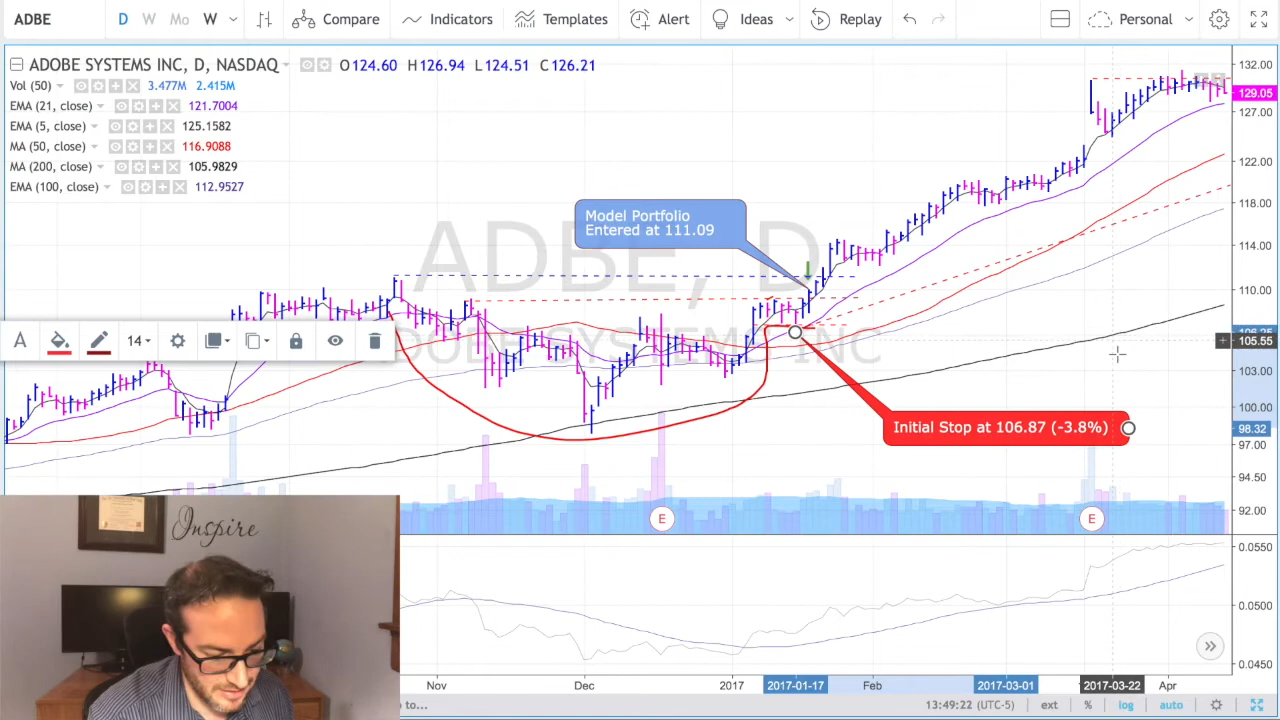 ADBE
D W Mo W Compare Indicators Templates Alert Ideas Replay Personal
ADOBE SYSTEMS INC, D, NASDAQ O124.60 H126.94 L124.51 C126.21
Vol (50) 3.477M 2.415M
EMA (21, close) 121.7004
EMA (5, close) 125.1582
MA (50, close) 116.9088
MA (200, close) 105.9829
EMA (100, close) 112.9527
132.00
129.05
127.00
122.00
118.00
114.00
110.00
105.55
103.00
100.00
98.32
97.00
94.50
92.00
0.0550
0.0500
0.0450
ADBE, D
ADOBE SYSTEMS INC
Model Portfolio
Entered at 111.09
A 14
Initial Stop at 106.87 (-3.8%)
E E
Inspire
Nov Dec 2017 2017-01-17 Feb 2017-03-01 2017-03-22 Apr
to... 13:49:22 (UTC-5) ext % log auto